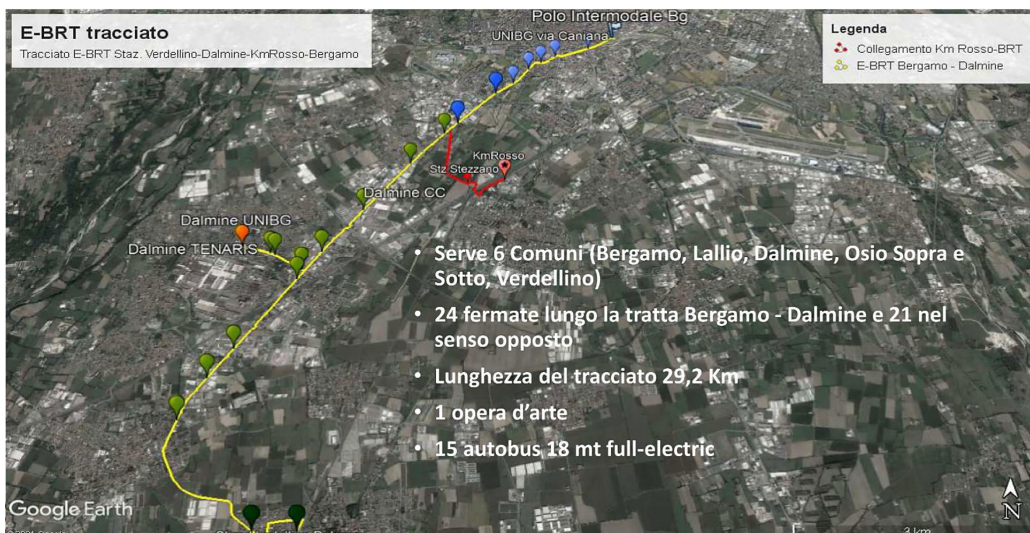 E-BRT tracciato
Tracciato E-BRT Staz. Verdellino-Dalmine-KmRosso-Bergamo
Polo Intermodale Bg
UNIBG via Caniana
Legenda
Collegamento Km Rosso-BRT
E-BRT Bergamo - Dalmine
KmRosso
Stz Stezzano
Dalmine CC
Dalmine UNIBG
Dalmine TENARIS
• Serve 6 Comuni (Bergamo, Lallio, Dalmine, Osio Sopra e
Sotto, Verdellino)
• 24 fermate lungo la tratta Bergamo - Dalmine e 21 nel
senso opposto
• Lunghezza del tracciato 29,2 Km
• 1 opera d'arte
• 15 autobus 18 mt full-electric
Google Earth
N
3 km